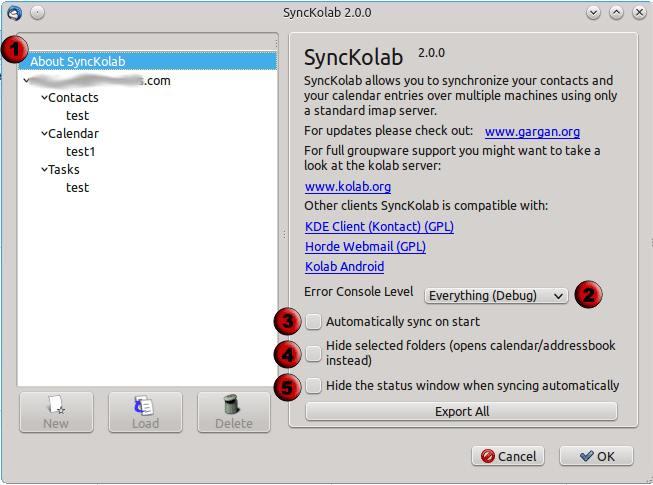 SyncKolab 2.0.0
1
About SyncKolab
.com
Contacts
test
Calendar
test1
Tasks
test
New
Load
Delete
SyncKolab 2.0.0
SyncKolab allows you to synchronize your contacts and
your calendar entries over multiple machines using only
a standard imap server.
For updates please check out: www.gargan.org
For full groupware support you might want to take a
look at the kolab server:
www.kolab.org
Other clients SyncKolab is compatible with:
KDE Client (Kontact) (GPL)
Horde Webmail (GPL)
Kolab Android
Error Console Level Everything (Debug) 2
3 Automatically sync on start
4 Hide selected folders (opens calendar/addressbook
instead)
5 Hide the status window when syncing automatically
Export All
Cancel
OK